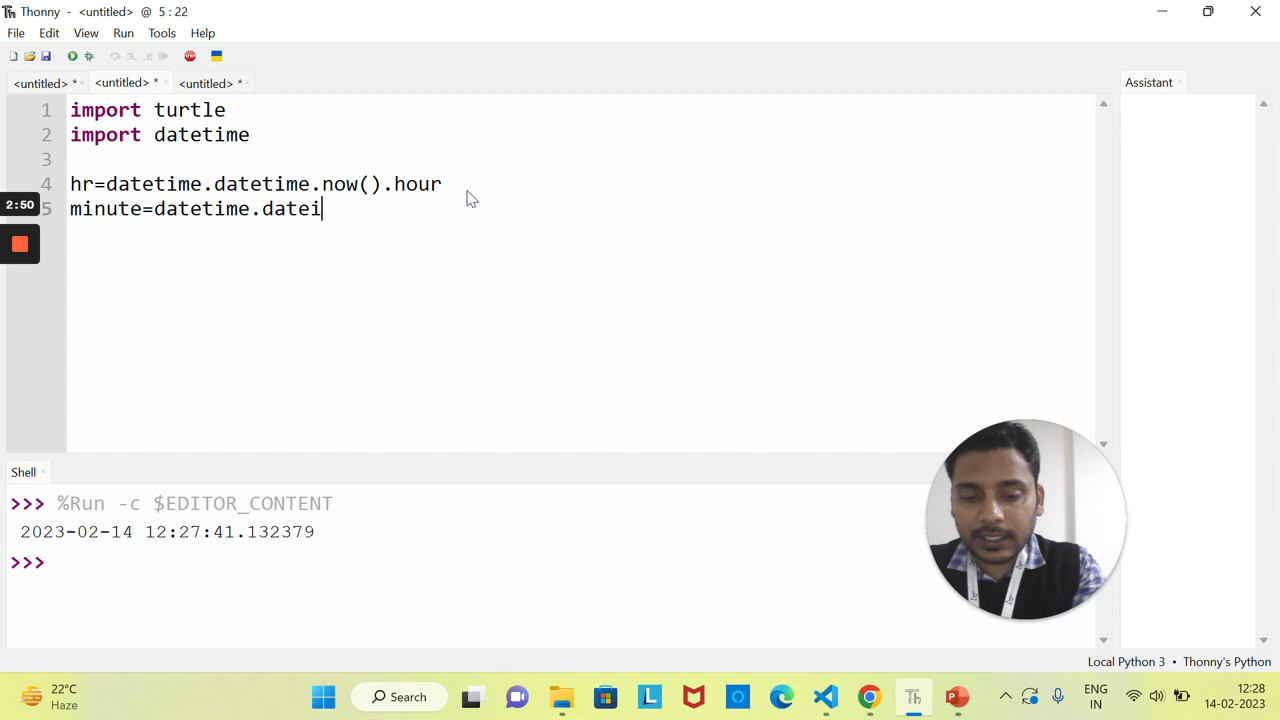 Thonny - <untitled> @ 5 : 22
File Edit View Run Tools Help
<untitled> * <untitled> * <untitled> * Assistant
1 import turtle
2 import datetime
3
4 hr=datetime.datetime.now().hour
2:50
5 minute=datetime.datei
Shell
>>> %Run -c $EDITOR_CONTENT
2023-02-14 12:27:41.132379
>>>
Local Python 3 • Thonny's Python
22°C
Haze
Search
ENG
IN
12:28
14-02-2023